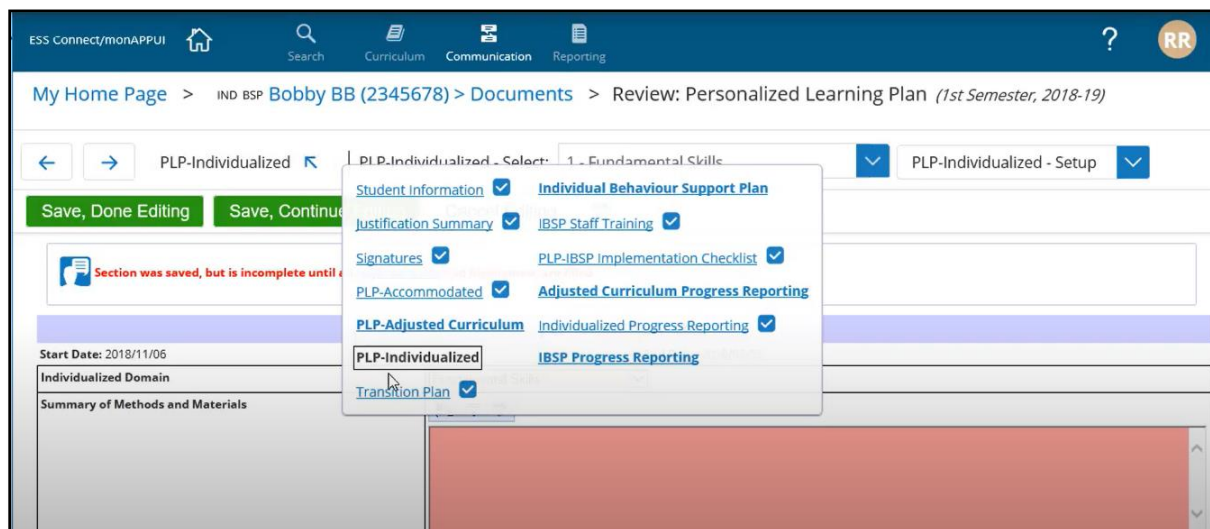 ESS Connect/monAPPUI Search Curriculum Communication Reporting ? RR
My Home Page > IND BSP Bobby BB (2345678) > Documents > Review: Personalized Learning Plan (1st Semester, 2018-19)
PLP-Individualized PLP-Individualized - Select: 1 - Fundamental Skills PLP-Individualized - Setup
Save, Done Editing Save, Continue
Section was saved, but is incomplete until
Student Information Individual Behaviour Support Plan
Justification Summary IBSP Staff Training
Signatures PLP-IBSP Implementation Checklist
PLP-Accommodated Adjusted Curriculum Progress Reporting
PLP-Adjusted Curriculum Individualized Progress Reporting
PLP-Individualized IBSP Progress Reporting
Transition Plan
Start Date: 2018/11/06
Individualized Domain
Summary of Methods and Materials